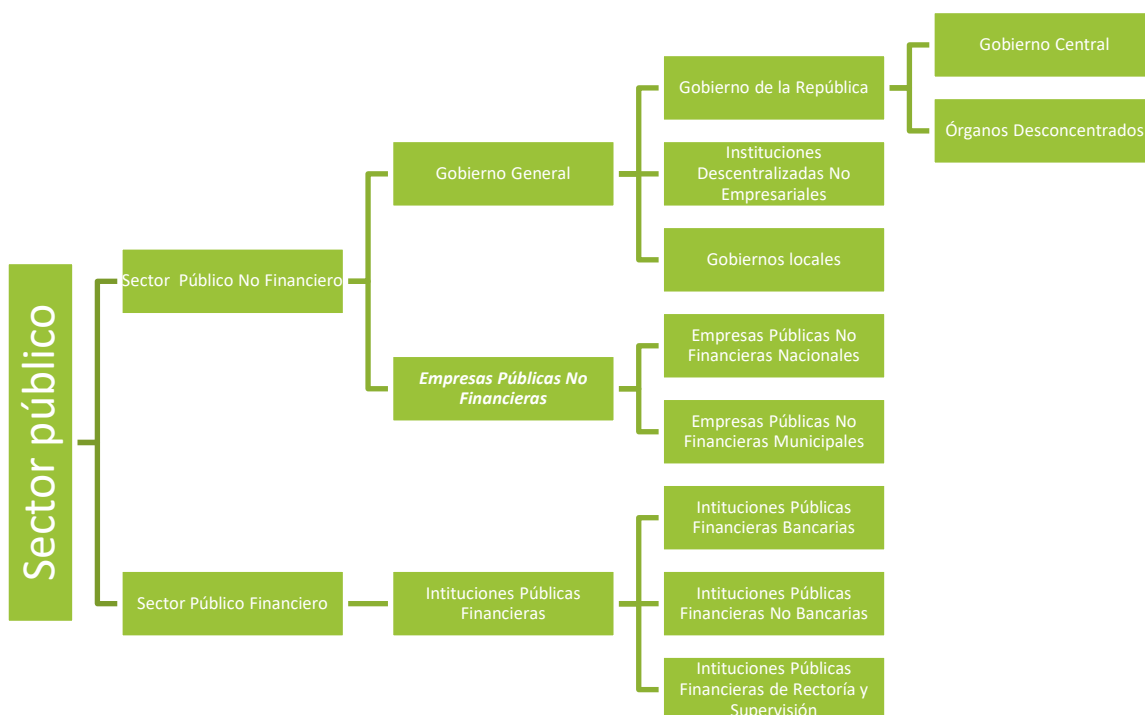 Sector público
Sector Público No Financiero
Gobierno General
Gobierno de la República
Gobierno Central
Órganos Desconcentrados
Instituciones
Descentralizadas No
Empresariales
Gobiernos locales
Empresas Públicas No
Financieras
Empresas Públicas No
Financieras Nacionales
Empresas Públicas No
Financieras Municipales
Sector Público Financiero
Intituciones Públicas
Financieras
Intituciones Públicas
Financieras Bancarias
Intituciones Públicas
Financieras No Bancarias
Intituciones Públicas
Financieras de Rectoría y
Supervisión